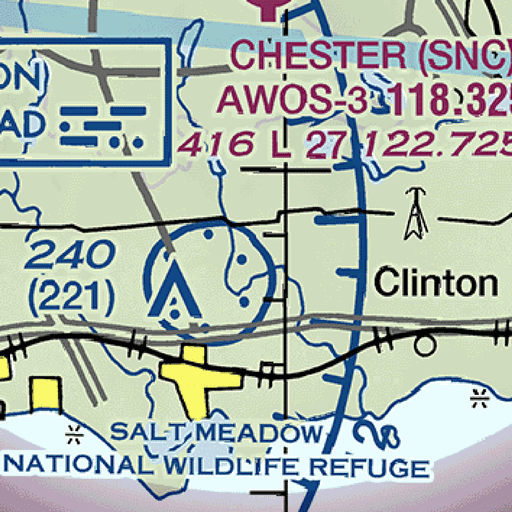 CHESTER (SNC)
ON
AWOS-3 118.325
AD
416 L 27 122.725
240
(221)
Clinton
SALT MEADOW
NATIONAL WILDLIFE REFUGE